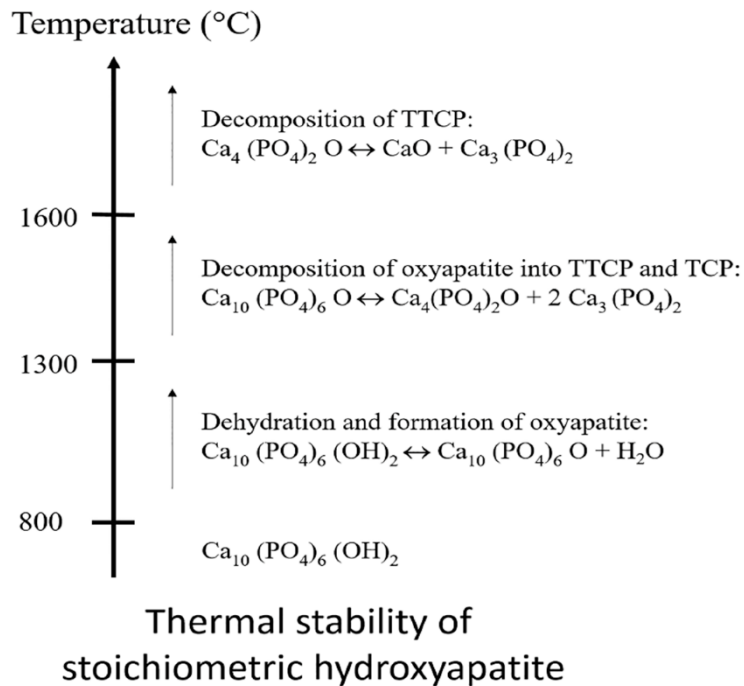 Temperature (°C)
Decomposition of TTCP:
Ca₄ (PO₄)₂ O ↔ CaO + Ca₃ (PO₄)₂
1600
Decomposition of oxyapatite into TTCP and TCP:
Ca₁₀ (PO₄)₆ O ↔ Ca₄(PO₄)₂O + 2 Ca₃ (PO₄)₂
1300
Dehydration and formation of oxyapatite:
Ca₁₀ (PO₄)₆ (OH)₂ ↔ Ca₁₀ (PO₄)₆ O + H₂O
800
Ca₁₀ (PO₄)₆ (OH)₂
Thermal stability of
stoichiometric hydroxyapatite